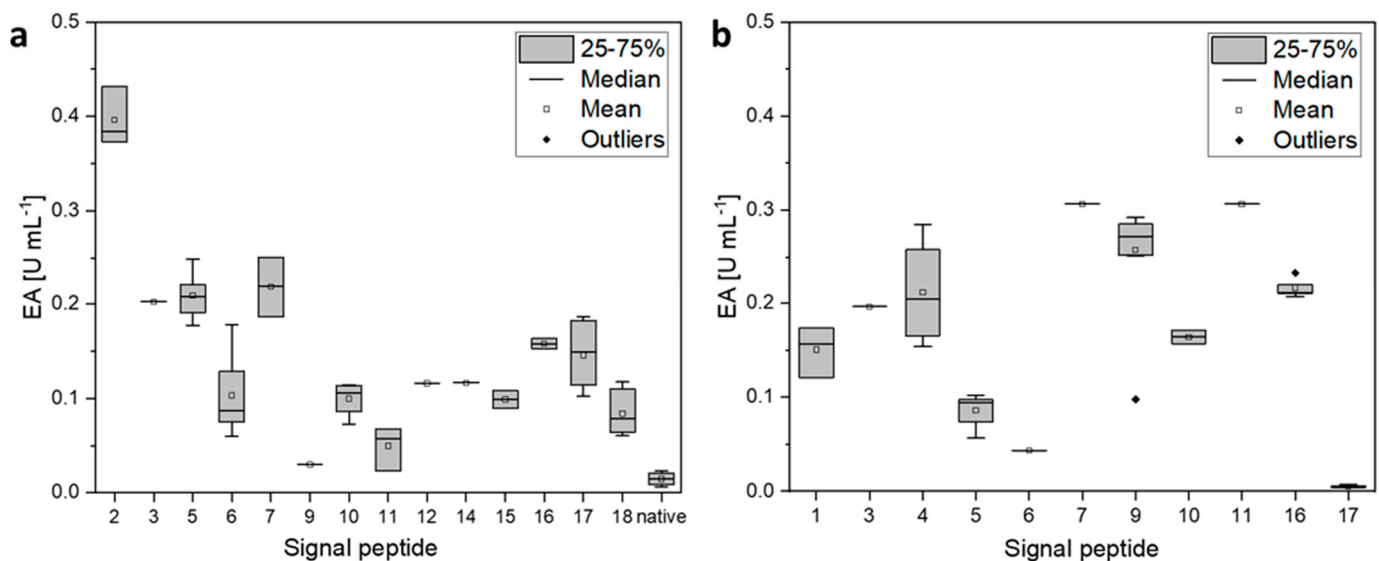 a
0.5
0.4
0.3
0.2
0.1
0.0
EA [U mL⁻¹]
25-75%
Median
Mean
Outliers
2 3 5 6 7 9 10 11 12 14 15 16 17 18 native
Signal peptide
b
0.5
0.4
0.3
0.2
0.1
0.0
EA [U mL⁻¹]
25-75%
Median
Mean
Outliers
1 3 4 5 6 7 9 10 11 16 17
Signal peptide